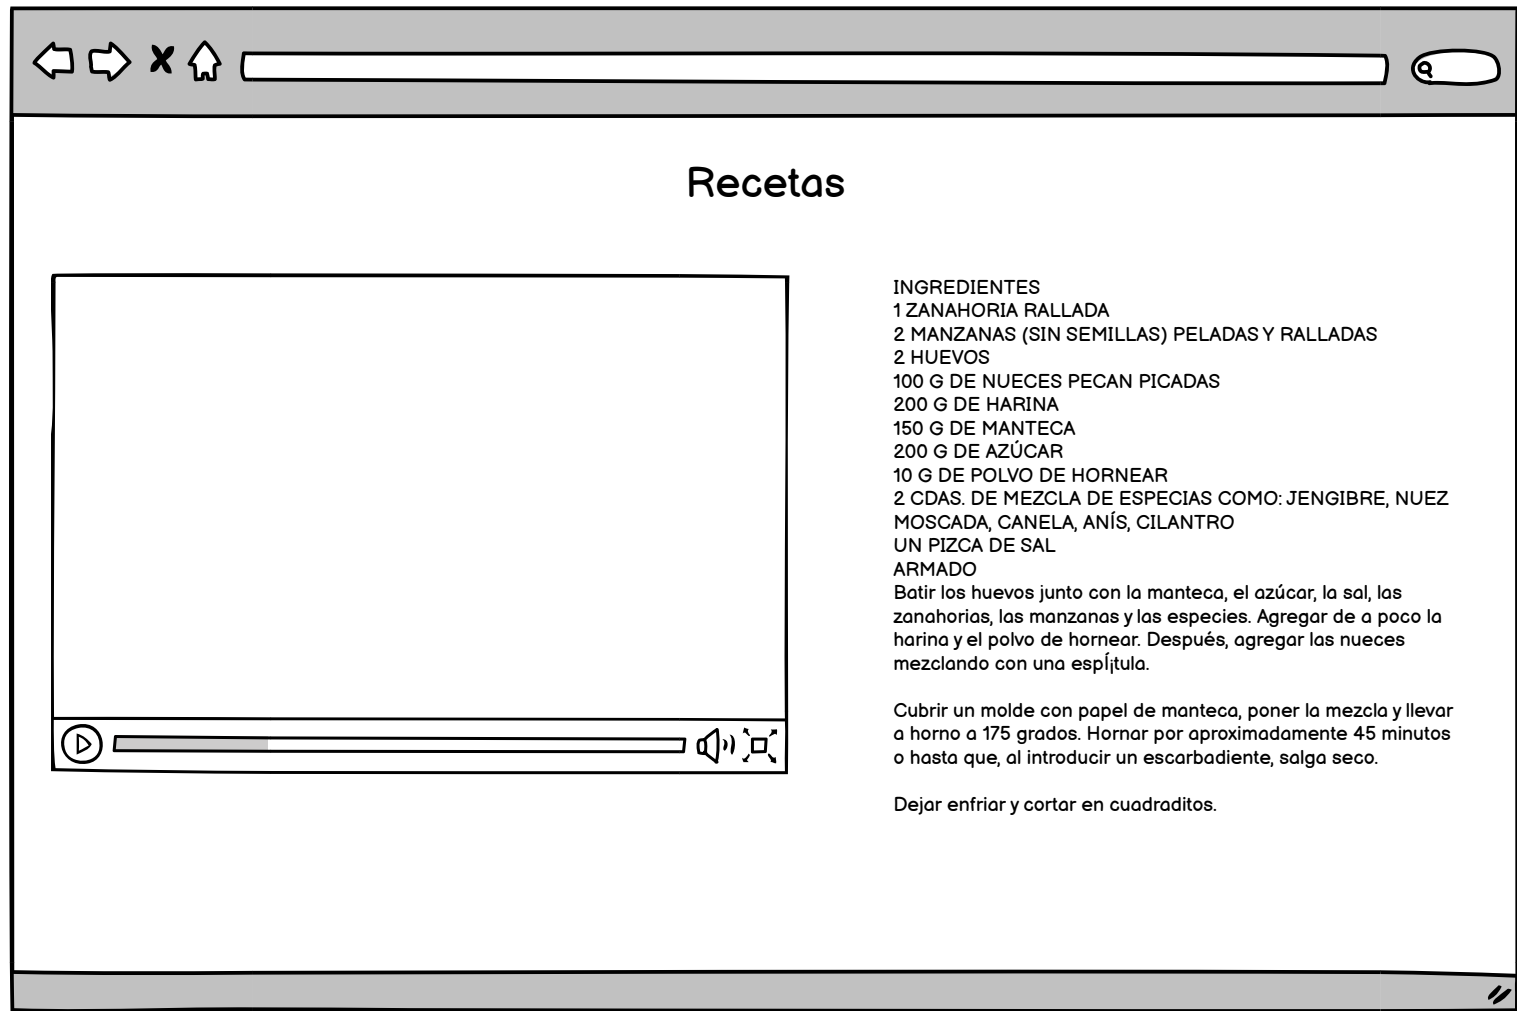 Recetas
INGREDIENTES
1 ZANAHORIA RALLADA
2 MANZANAS (SIN SEMILLAS) PELADAS Y RALLADAS
2 HUEVOS
100 G DE NUECES PECAN PICADAS
200 G DE HARINA
150 G DE MANTECA
200 G DE AZÚCAR
10 G DE POLVO DE HORNEAR
2 CDAS. DE MEZCLA DE ESPECIAS COMO: JENGIBRE, NUEZ
MOSCADA, CANELA, ANÍS, CILANTRO
UN PIZCA DE SAL
ARMADO
Batir los huevos junto con la manteca, el azúcar, la sal, las
zanahorias, las manzanas y las especies. Agregar de a poco la
harina y el polvo de hornear. Después, agregar las nueces
mezclando con una espÍ¡tula.
Cubrir un molde con papel de manteca, poner la mezcla y llevar
a horno a 175 grados. Hornar por aproximadamente 45 minutos
o hasta que, al introducir un escarbadiente, salga seco.
Dejar enfriar y cortar en cuadraditos.